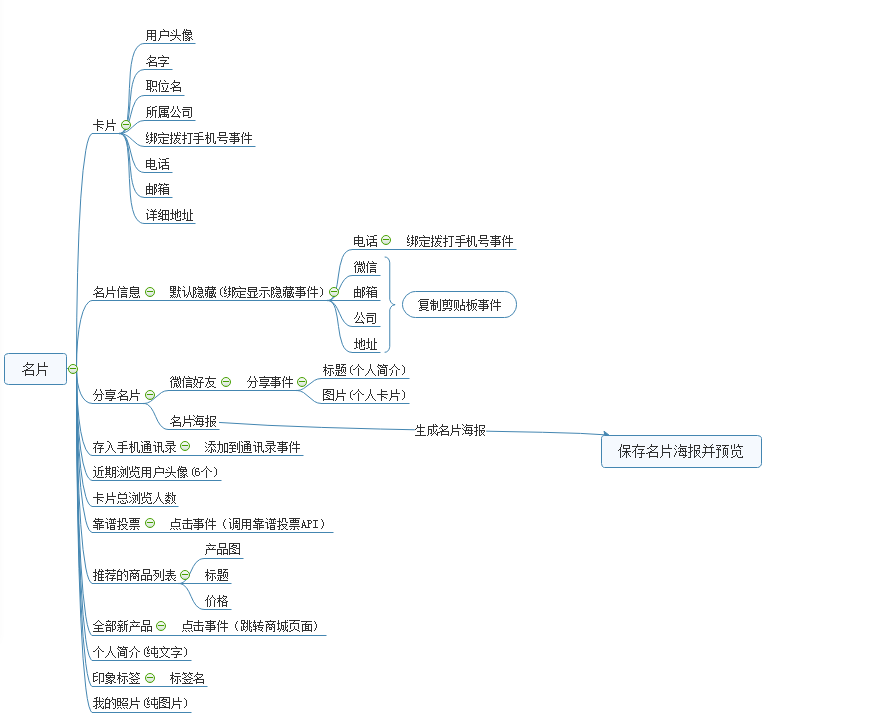 用户头像
名字
职位名
所属公司
卡片
绑定拨打手机号事件
电话
邮箱
详细地址
电话
绑定拨打手机号事件
微信
名片信息
默认隐藏(绑定显示隐藏事件)
邮箱
复制剪贴板事件
公司
地址
名片
标题(个人简介)
微信好友
分享事件
分享名片
图片(个人卡片)
名片海报
生成名片海报
保存名片海报并预览
存入手机通讯录
添加到通讯录事件
近期浏览用户头像(6个)
卡片总浏览人数
靠谱投票
点击事件（调用靠谱投票API）
产品图
推荐的商品列表
标题
价格
全部新产品
点击事件（跳转商城页面）
个人简介(纯文字)
印象标签
标签名
我的照片(纯图片)